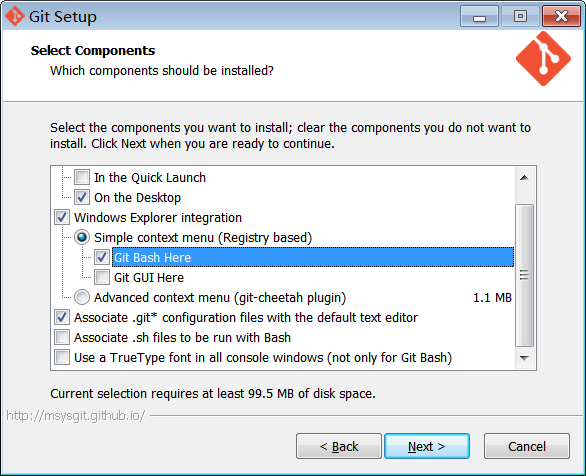 Git Setup
Select Components
Which components should be installed?
Select the components you want to install; clear the components you do not want to
install. Click Next when you are ready to continue.
In the Quick Launch
On the Desktop
Windows Explorer integration
Simple context menu (Registry based)
Git Bash Here
Git GUI Here
Advanced context menu (git-cheetah plugin) 1.1 MB
Associate .git* configuration files with the default text editor
Associate .sh files to be run with Bash
Use a TrueType font in all console windows (not only for Git Bash)
Current selection requires at least 99.5 MB of disk space.
http://msysgit.github.io/
< Back Next > Cancel